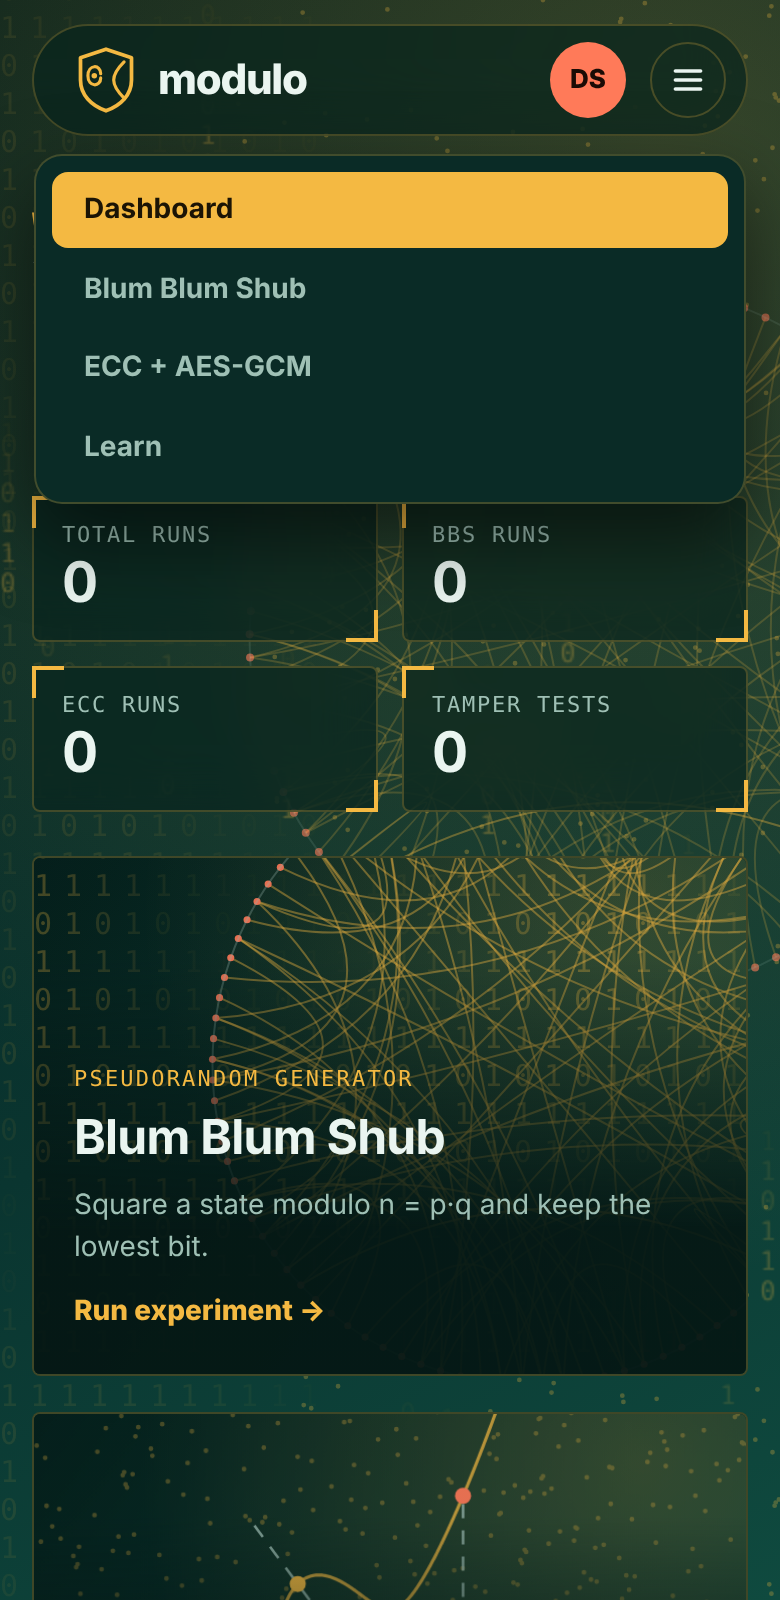 modulo
DS
Dashboard
Blum Blum Shub
ECC + AES-GCM
Learn
TOTAL RUNS
0
BBS RUNS
0
ECC RUNS
0
TAMPER TESTS
0
PSEUDORANDOM GENERATOR
Blum Blum Shub
Square a state modulo n = p·q and keep the
lowest bit.
Run experiment →